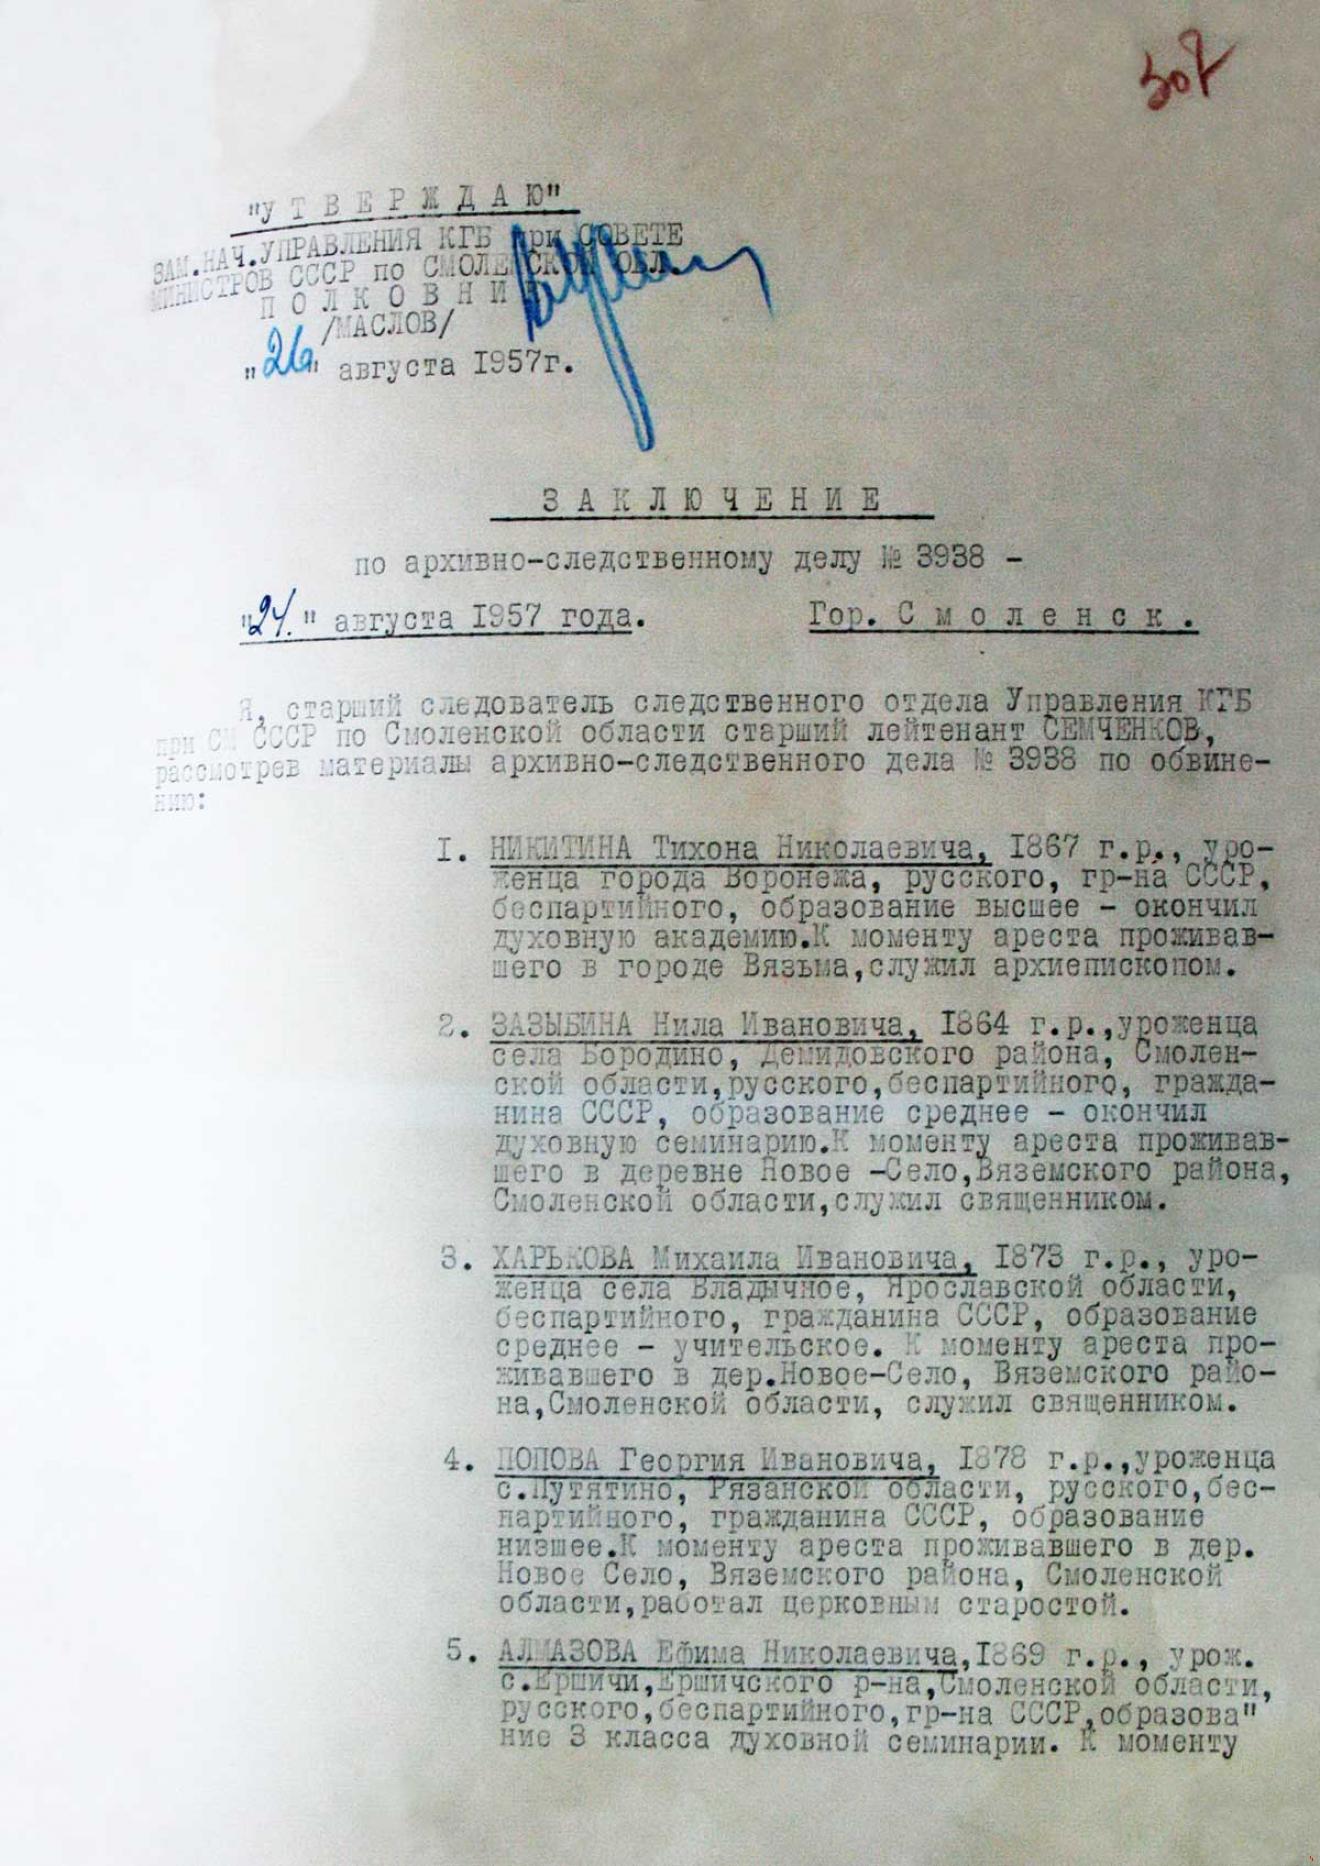 307
"У Т В Е Р Ж Д А Ю"
ЗАМ.НАЧ.УПРАВЛЕНИЯ КГБ при СОВЕТЕ
МИНИСТРОВ СССР по СМОЛЕНСКОЙ ОБЛ.
П О Л К О В Н И К
/МАСЛОВ/
"26" августа 1957г.
З А К Л Ю Ч Е Н И Е
по архивно-следственному делу № 3938 -
"24." августа 1957 года. Гор. С м о л е н с к .
Я, старший следователь следственного отдела Управления КГБ
при СМ СССР по Смоленской области старший лейтенант СЕМЧЕНКОВ,
рассмотрев материалы архивно-следственного дела № 3938 по обвине-
нию:
1. НИКИТИНА Тихона Николаевича, 1867 г.р., уро-
женца города Воронежа, русского, гр-на СССР,
беспартийного, образование высшее - окончил
духовную академию.К моменту ареста проживав-
шего в городе Вязьма,служил архиепископом.
2. ЗАЗЫБИНА Нила Ивановича, 1864 г.р.,уроженца
села Бородино, Демидовского района, Смолен-
ской области,русского,беспартийного, гражда-
нина СССР, образование среднее - окончил
духовную семинарию.К моменту ареста проживав-
шего в деревне Новое -Село,Вяземского района,
Смоленской области,служил священником.
3. ХАРЬКОВА Михаила Ивановича, 1873 г.р., уро-
женца села Владычное, Ярославской области,
беспартийного, гражданина СССР, образование
среднее - учительское. К моменту ареста про-
живавшего в дер.Новое-Село, Вяземского райо-
на,Смоленской области, служил священником.
4. ПОПОВА Георгия Ивановича, 1878 г.р.,уроженца
с.Путятино, Рязанской области, русского,бес-
партийного, гражданина СССР, образование
низшее.К моменту ареста проживавшего в дер.
Новое Село, Вяземского района, Смоленской
области,работал церковным старостой.
5. АЛМАЗОВА Ефима Николаевича,1869 г.р., урож.
с.Ершичи,Ершичского р-на,Смоленской области,
русского,беспартийного,гр-на СССР,образова"
ние 3 класса духовной семинарии. К моменту